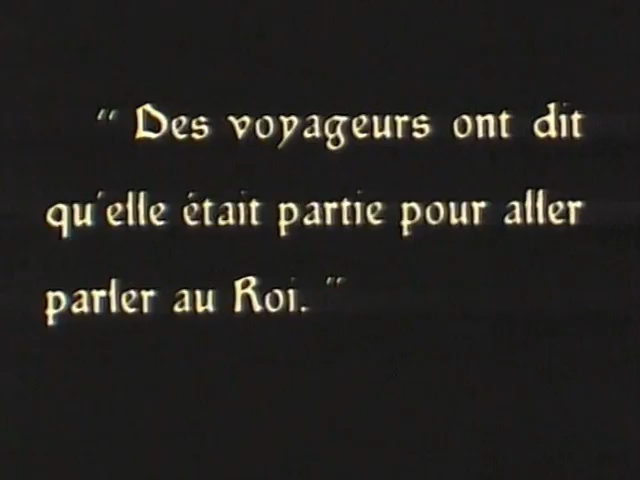 " Des voyageurs ont dit
qu'elle était partie pour aller
parler au Roi. "